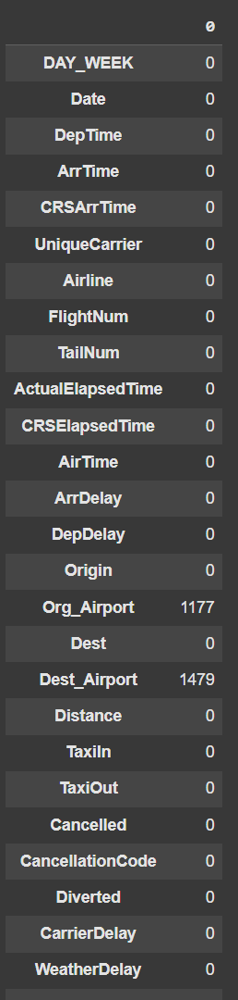 0
DAY_WEEK 0
Date 0
DepTime 0
ArrTime 0
CRSArrTime 0
UniqueCarrier 0
Airline 0
FlightNum 0
TailNum 0
ActualElapsedTime 0
CRSElapsedTime 0
AirTime 0
ArrDelay 0
DepDelay 0
Origin 0
Org_Airport 1177
Dest 0
Dest_Airport 1479
Distance 0
TaxiIn 0
TaxiOut 0
Cancelled 0
CancellationCode 0
Diverted 0
CarrierDelay 0
WeatherDelay 0